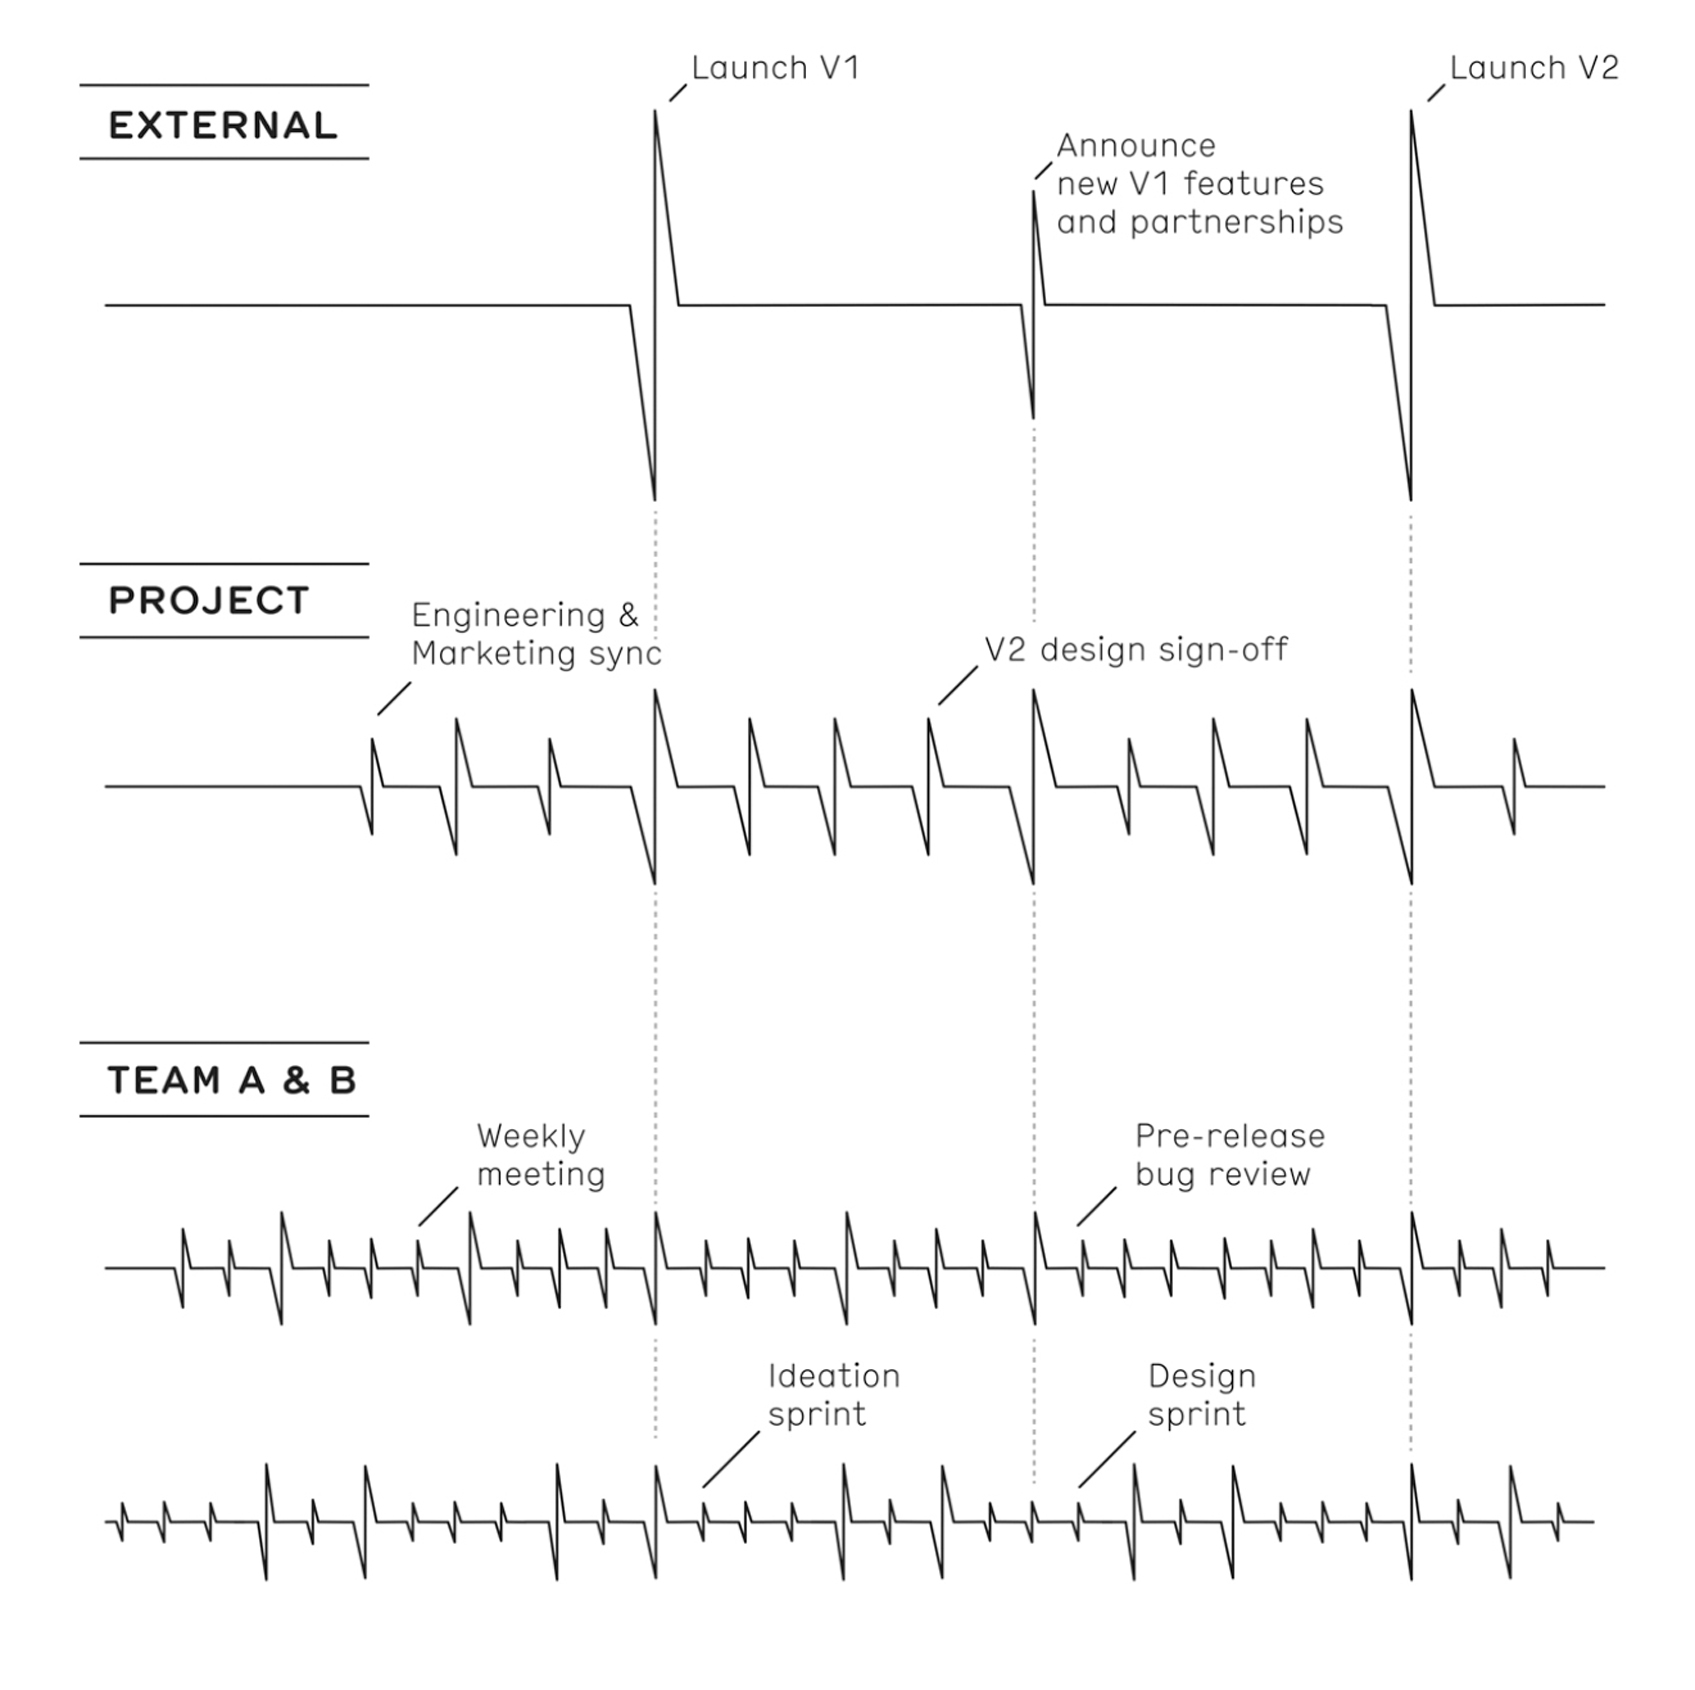 Launch V1
Launch V2
EXTERNAL
Announce
new V1 features
and partnerships
PROJECT
Engineering &
Marketing sync
V2 design sign-off
TEAM A & B
Weekly
meeting
Pre-release
bug review
Ideation
sprint
Design
sprint